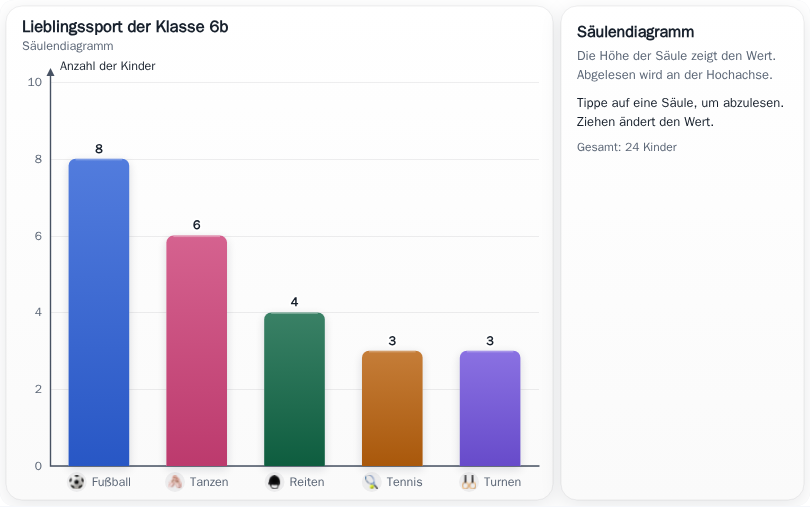 Lieblingssport der Klasse 6b
Säulendiagramm
Anzahl der Kinder
10
8
6
4
2
0
8
6
4
3
3
Fußball
Tanzen
Reiten
Tennis
Turnen
Säulendiagramm
Die Höhe der Säule zeigt den Wert.
Abgelesen wird an der Hochachse.
Tippe auf eine Säule, um abzulesen.
Ziehen ändert den Wert.
Gesamt: 24 Kinder